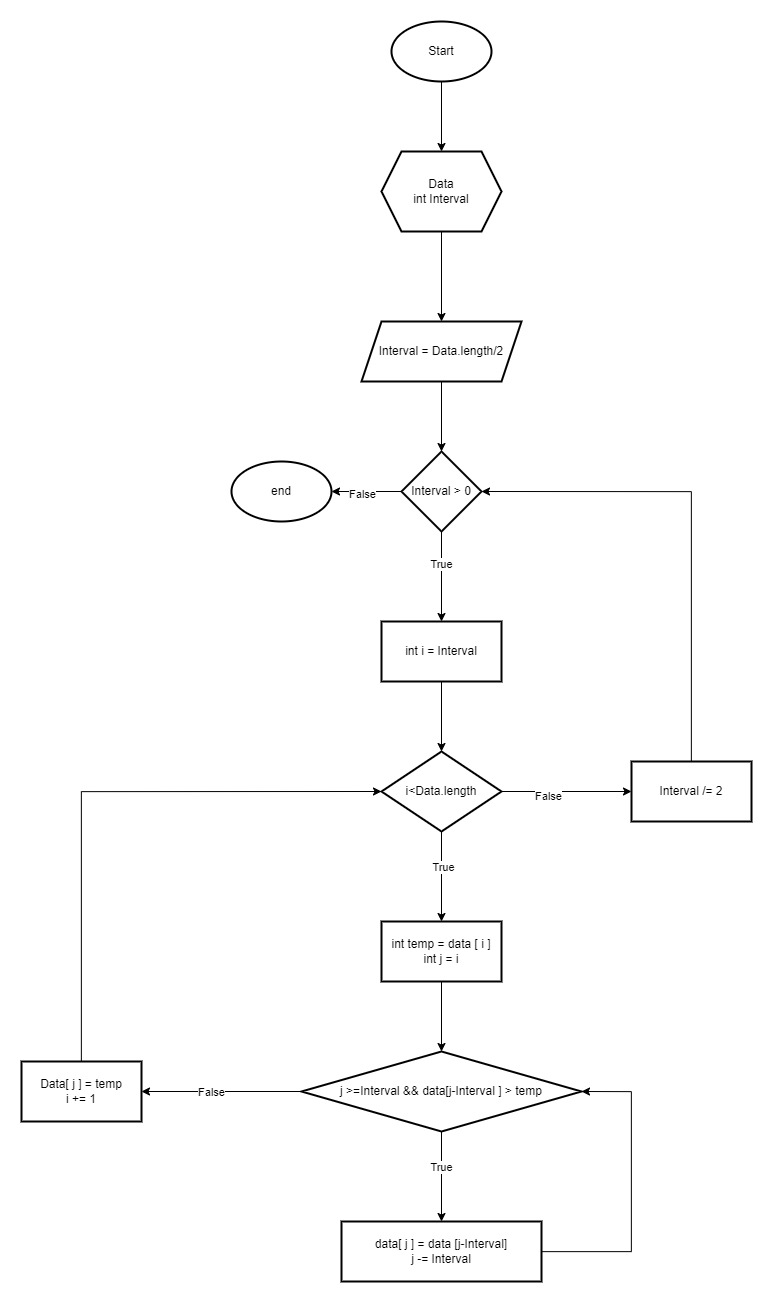 Start
Data
int Interval
Interval = Data.length/2
Interval > 0
False
end
True
int i = Interval
i<Data.length
False
Interval /= 2
True
int temp = data [ i ]
int j = i
j >=Interval && data[j-Interval ] > temp
False
Data[ j ] = temp
i += 1
True
data[ j ] = data [j-Interval]
j -= Interval